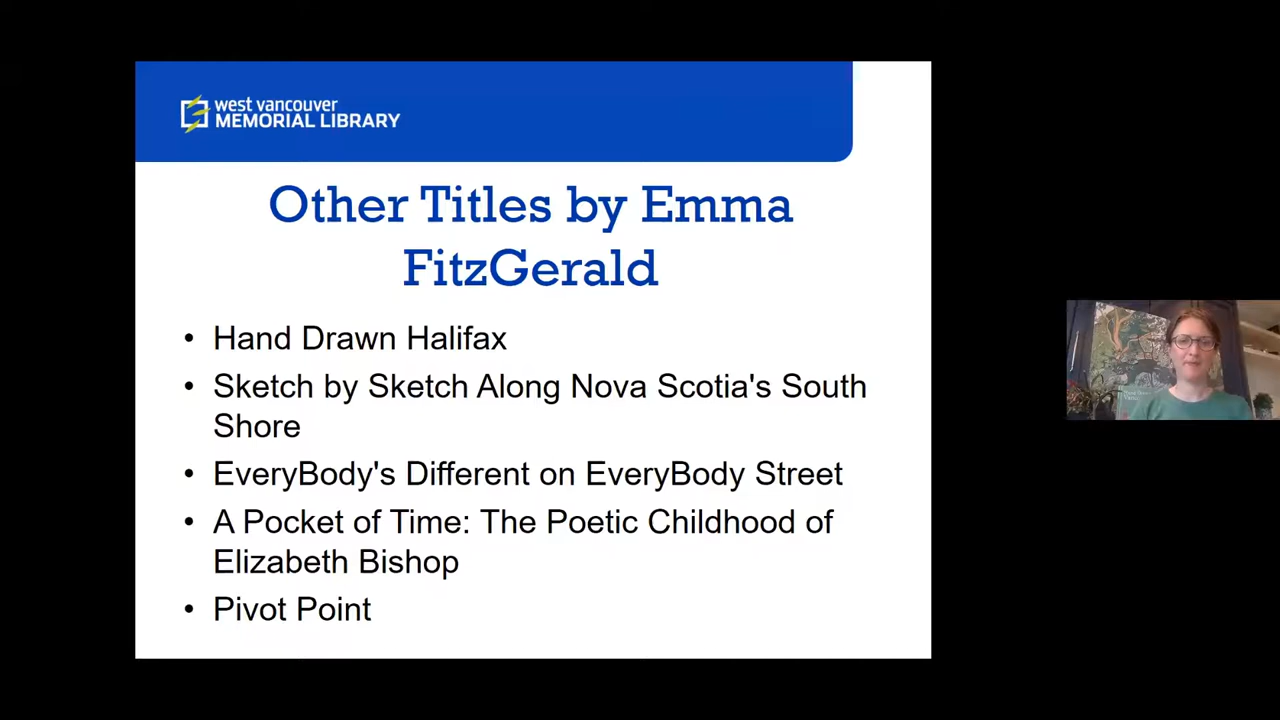 west vancouver
MEMORIAL LIBRARY
Other Titles by Emma
FitzGerald
• Hand Drawn Halifax
• Sketch by Sketch Along Nova Scotia's South
Shore
• EveryBody's Different on EveryBody Street
• A Pocket of Time: The Poetic Childhood of
Elizabeth Bishop
• Pivot Point